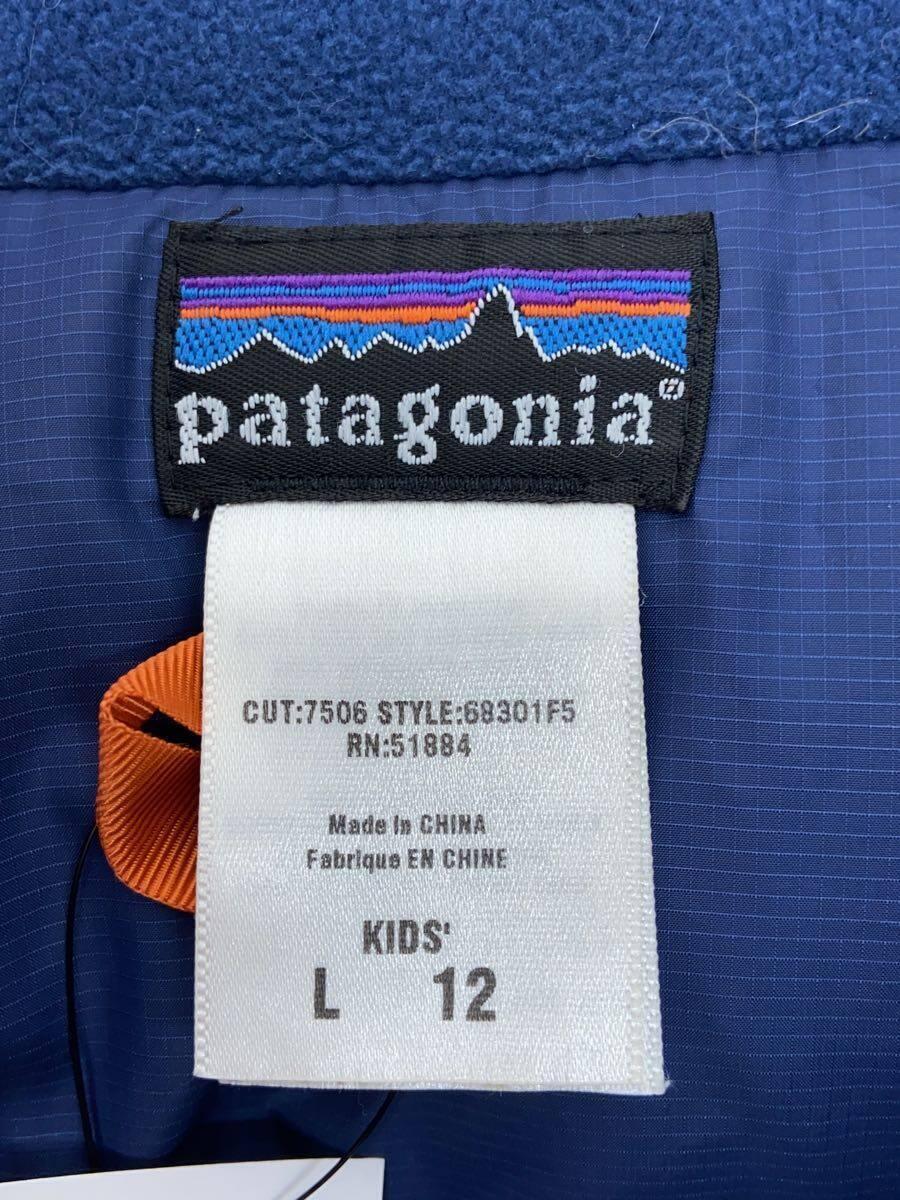 patagonia®
CUT:7506 STYLE:68301F5
RN:51884
Made in CHINA
Fabrique EN CHINE
KIDS'
L 12